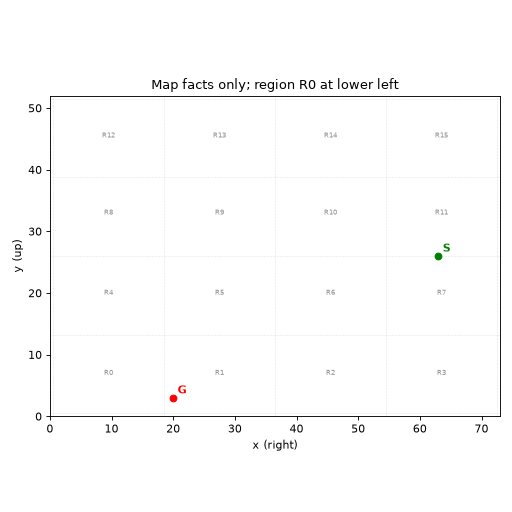 Map facts only; region R0 at lower left
50
R12 R13 R14 R15
40
R8 R9 R10 R11
30
S
y (up)
20
R4 R5 R6 R7
10
R0 R1 R2 R3
G
0
0 10 20 30 40 50 60 70
x (right)